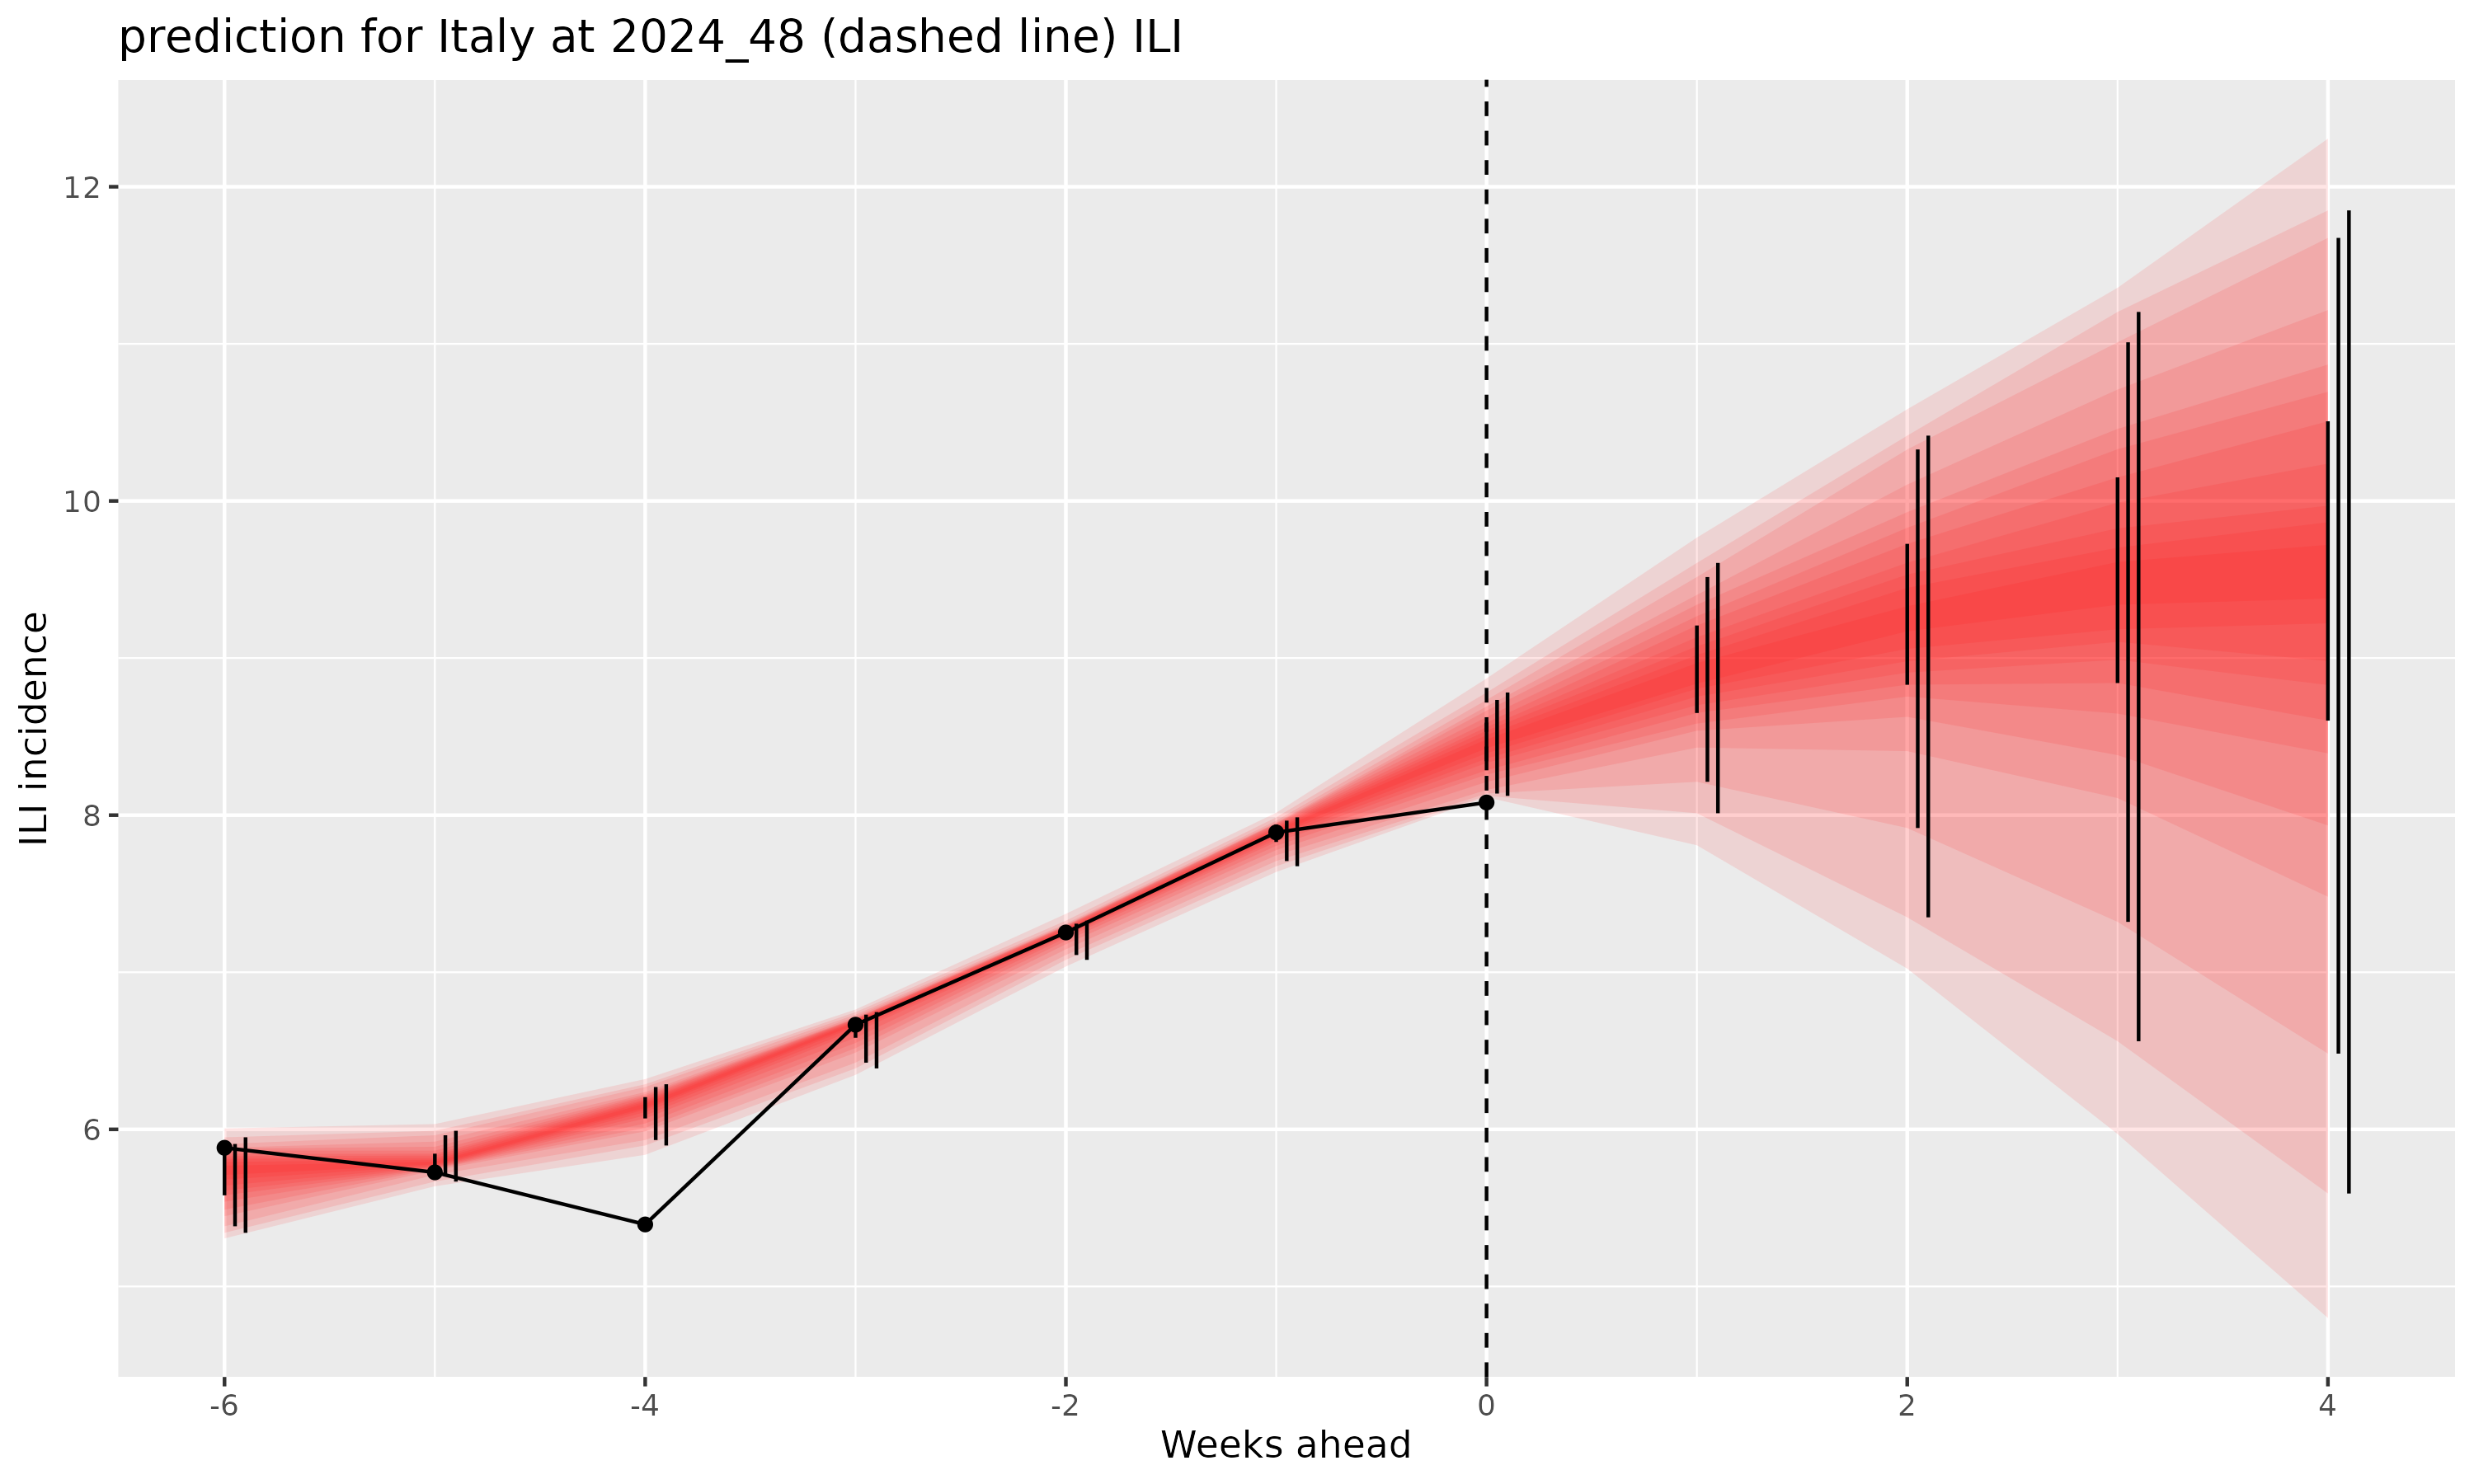 prediction for Italy at 2024_48 (dashed line) ILI
12
10
8
6
ILI incidence
-6 -4 -2 0 2 4
Weeks ahead